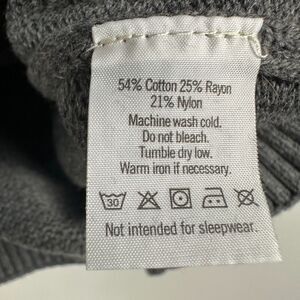 54% Cotton 25% Rayon
21% Nylon
Machine wash cold.
Do not bleach.
Tumble dry low.
Warm iron if necessary.
30
Not intended for sleepwear.